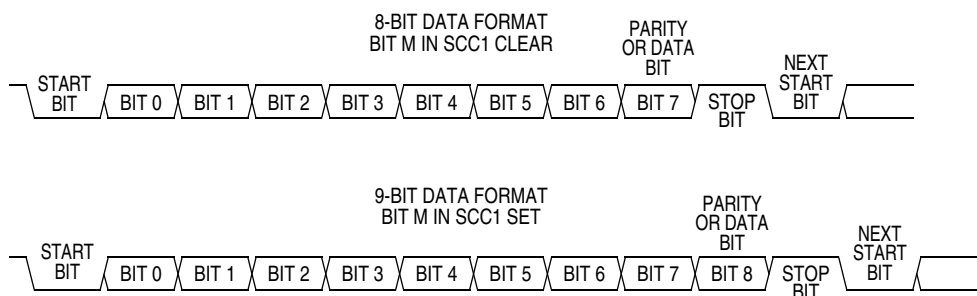 8-BIT DATA FORMAT
BIT M IN SCC1 CLEAR
PARITY
OR DATA
BIT
START
BIT
BIT 0
BIT 1
BIT 2
BIT 3
BIT 4
BIT 5
BIT 6
BIT 7
STOP
BIT
NEXT
START
BIT
9-BIT DATA FORMAT
BIT M IN SCC1 SET
PARITY
OR DATA
BIT
START
BIT
BIT 0
BIT 1
BIT 2
BIT 3
BIT 4
BIT 5
BIT 6
BIT 7
BIT 8
STOP
BIT
NEXT
START
BIT